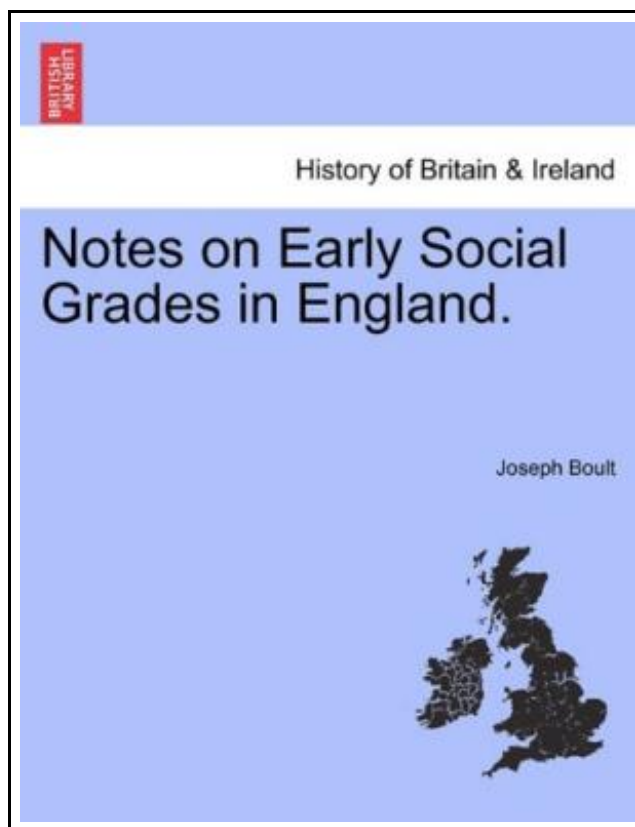 BRITISH
LIBRARY
History of Britain & Ireland
Notes on Early Social
Grades in England.
Joseph Boult